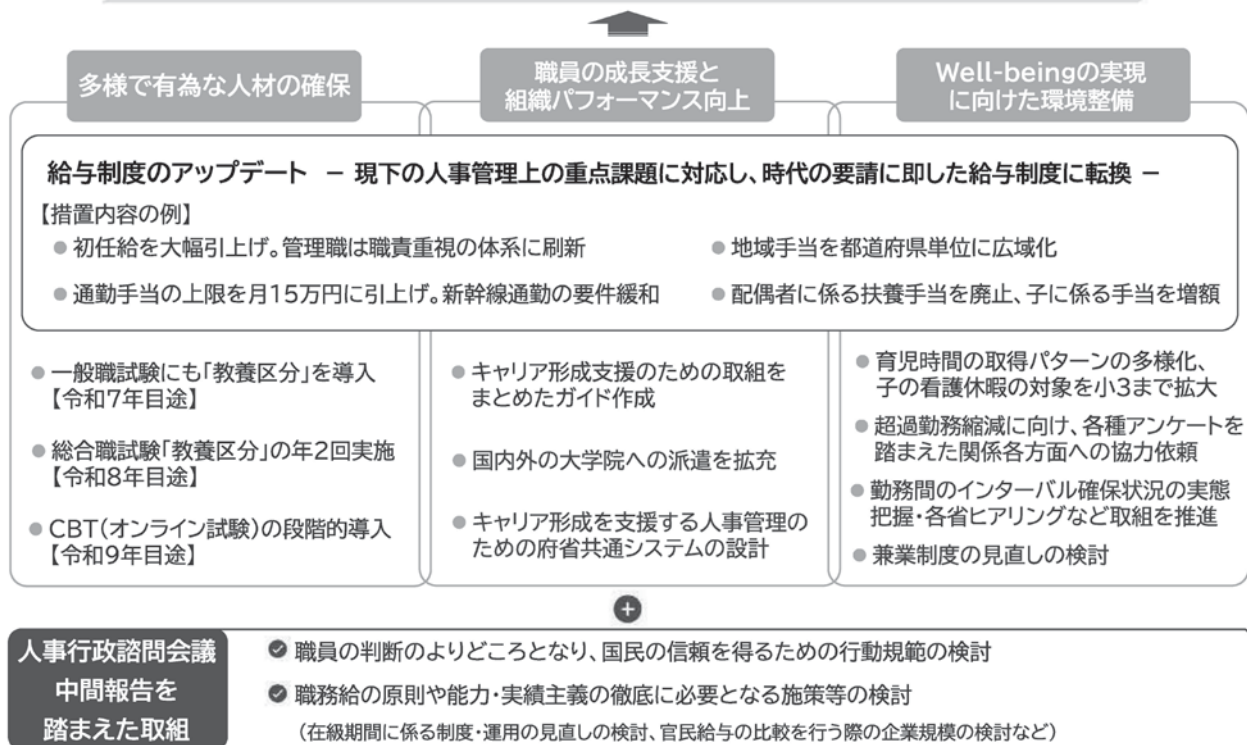 多様で有為な人材の確保
職員の成長支援と
組織パフォーマンス向上
Well-beingの実現
に向けた環境整備
給与制度のアップデート － 現下の人事管理上の重点課題に対応し、時代の要請に即した給与制度に転換 －
【措置内容の例】
● 初任給を大幅引上げ。管理職は職責重視の体系に刷新
● 地域手当を都道府県単位に広域化
● 通勤手当の上限を月15万円に引上げ。新幹線通勤の要件緩和
● 配偶者に係る扶養手当を廃止、子に係る手当を増額
● 一般職試験にも「教養区分」を導入
【令和7年目途】
● 総合職試験「教養区分」の年2回実施
【令和8年目途】
● CBT(オンライン試験)の段階的導入
【令和9年目途】
● キャリア形成支援のための取組を
まとめたガイド作成
● 国内外の大学院への派遣を拡充
● キャリア形成を支援する人事管理の
ための府省共通システムの設計
● 育児時間の取得パターンの多様化、
子の看護休暇の対象を小3まで拡大
● 超過勤務縮減に向け、各種アンケートを
踏まえた関係各方面への協力依頼
● 勤務間のインターバル確保状況の実態
把握・各省ヒアリングなど取組を推進
● 兼業制度の見直しの検討
+
人事行政諮問会議
中間報告を
踏まえた取組
✓ 職員の判断のよりどころとなり、国民の信頼を得るための行動規範の検討
✓ 職務給の原則や能力・実績主義の徹底に必要となる施策等の検討
(在級期間に係る制度・運用の見直しの検討、官民給与の比較を行う際の企業規模の検討など)